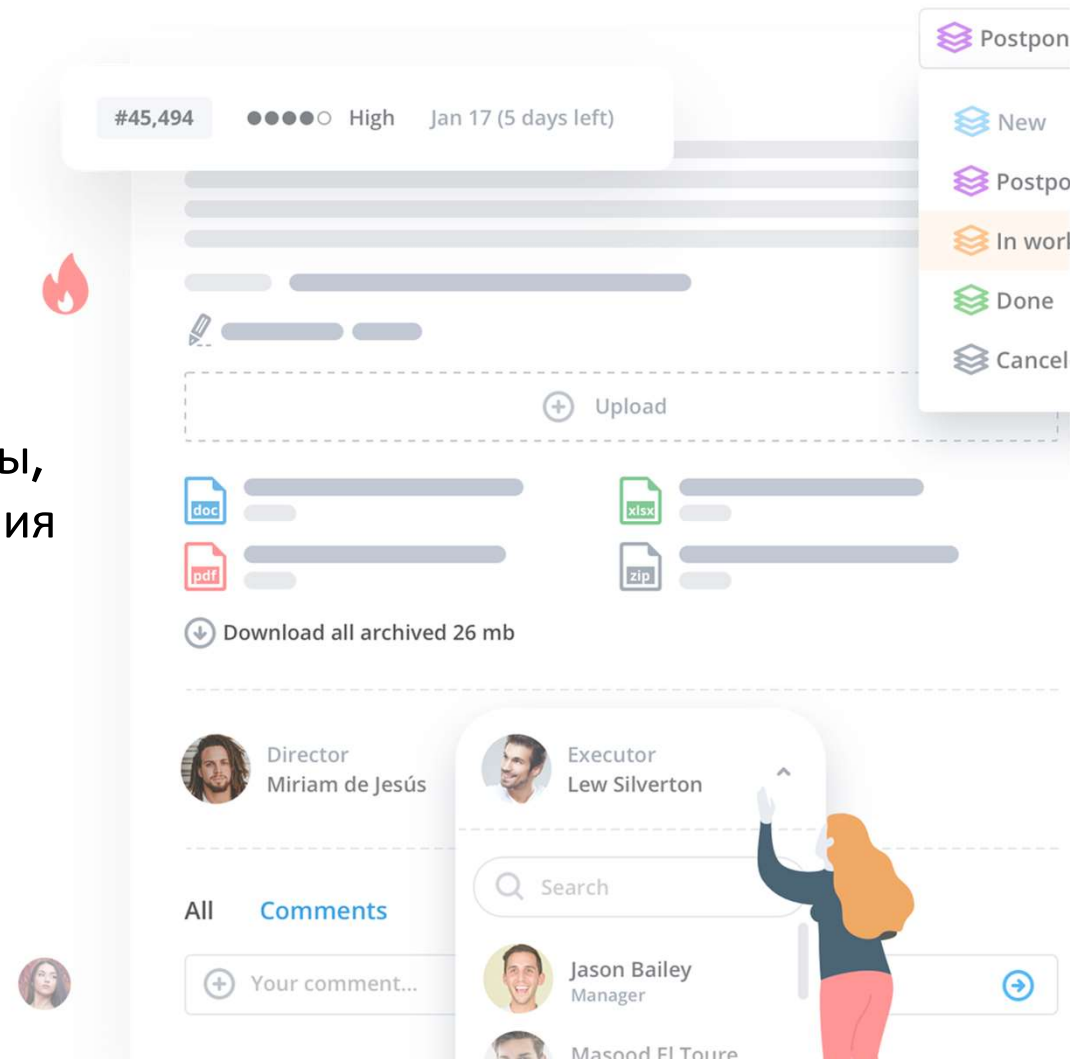 Postpon
#45,494 High Jan 17 (5 days left)
New
Postpo
In worl
Done
Cancel
Upload
ы,
ия
doc
xlsx
pdf
zip
Download all archived 26 mb
Director
Miriam de Jesús
Executor
Lew Silverton
Search
All Comments
Your comment...
Jason Bailey
Manager
Masood El Toure